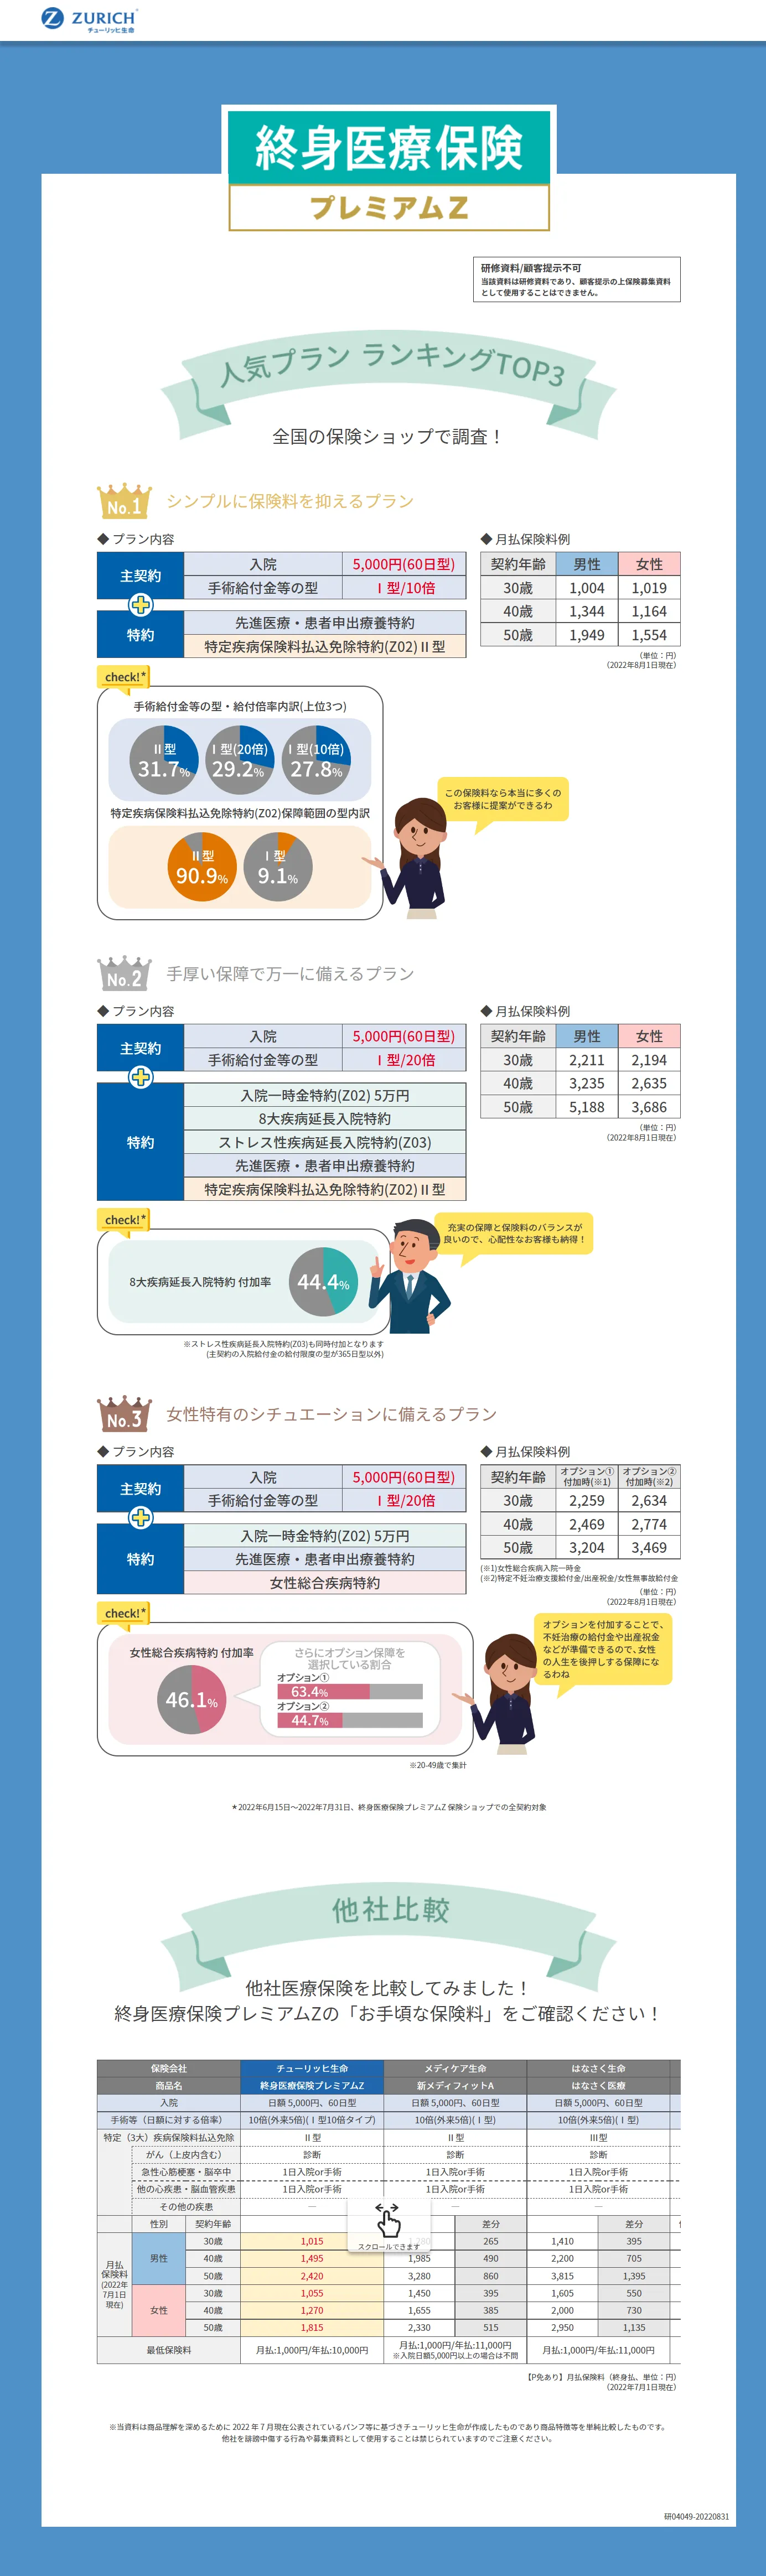 ZURICH
チューリッヒ生命
終身医療保険
プレミアムZ
研修資料/顧客提示不可
当該資料は研修資料であり、顧客提示の上保険募集資料
として使用することはできません。
人気プラン ランキングTOP3
全国の保険ショップで調査！
No.1 シンプルに保険料を抑えるプラン
◆ プラン内容
主契約
入院 5,000円(60日型)
手術給付金等の型 Ⅰ型/10倍
特約
先進医療・患者申出療養特約
特定疾病保険料払込免除特約(Z02)Ⅱ型
◆ 月払保険料例
契約年齢 男性 女性
30歳 1,004 1,019
40歳 1,344 1,164
50歳 1,949 1,554
（単位：円）
（2022年8月1日現在）
check!*
手術給付金等の型・給付倍率内訳(上位3つ)
Ⅱ型 Ⅰ型(20倍) Ⅰ型(10倍)
31.7% 29.2% 27.8%
特定疾病保険料払込免除特約(Z02)保障範囲の型内訳
Ⅱ型 Ⅰ型
90.9% 9.1%
この保険料なら本当に多くの
お客様に提案ができるわ
No.2 手厚い保障で万一に備えるプラン
◆ プラン内容
主契約
入院 5,000円(60日型)
手術給付金等の型 Ⅰ型/20倍
特約
入院一時金特約(Z02) 5万円
8大疾病延長入院特約
ストレス性疾病延長入院特約(Z03)
先進医療・患者申出療養特約
特定疾病保険料払込免除特約(Z02)Ⅱ型
◆ 月払保険料例
契約年齢 男性 女性
30歳 2,211 2,194
40歳 3,235 2,635
50歳 5,188 3,686
（単位：円）
（2022年8月1日現在）
check!*
8大疾病延長入院特約 付加率 44.4%
充実の保障と保険料のバランスが
良いので、心配性なお客様も納得！
※ストレス性疾病延長入院特約(Z03)も同時付加となります
(主契約の入院給付金の給付限度の型が365日型以外)
No.3 女性特有のシチュエーションに備えるプラン
◆ プラン内容
主契約
入院 5,000円(60日型)
手術給付金等の型 Ⅰ型/20倍
特約
入院一時金特約(Z02) 5万円
先進医療・患者申出療養特約
女性総合疾病特約
◆ 月払保険料例
契約年齢 オプション① 付加時(※1) オプション② 付加時(※2)
30歳 2,259 2,634
40歳 2,469 2,774
50歳 3,204 3,469
(※1)女性総合疾病入院一時金
(※2)特定不妊治療支援給付金/出産祝金/女性無事故給付金
（単位：円）
（2022年8月1日現在）
check!*
女性総合疾病特約 付加率
46.1%
さらにオプション保障を
選択している割合
オプション①
63.4%
オプション②
44.7%
オプションを付加することで、
不妊治療の給付金や出産祝金
などが準備できるので、女性
の人生を後押しする保障にな
るわね
※20-49歳で集計
*2022年6月15日～2022年7月31日、終身医療保険プレミアムZ 保険ショップでの全契約対象
他社比較
他社医療保険を比較してみました！
終身医療保険プレミアムZの「お手頃な保険料」をご確認ください！
保険会社 チューリッヒ生命 メディケア生命 はなさく生命
商品名 終身医療保険プレミアムZ 新メディフィットA はなさく医療
入院 日額 5,000円、60日型 日額 5,000円、60日型 日額 5,000円、60日型
手術等（日額に対する倍率） 10倍(外来5倍)(Ⅰ型10倍タイプ) 10倍(外来5倍)(Ⅰ型) 10倍(外来5倍)(Ⅰ型)
特定（3大）疾病保険料払込免除 Ⅱ型 Ⅱ型 Ⅲ型
がん（上皮内含む） 診断 診断 診断
急性心筋梗塞・脳卒中 1日入院or手術 1日入院or手術 1日入院or手術
他の心疾患・脳血管疾患 1日入院or手術 1日入院or手術 1日入院or手術
その他の疾患 ― ― ―
性別 契約年齢 差分 差分
月払
保険料
(2022年
7月1日
現在)
男性
30歳 1,015 1,280 265 1,410 395
40歳 1,495 1,985 490 2,200 705
50歳 2,420 3,280 860 3,815 1,395
女性
30歳 1,055 1,450 395 1,605 550
40歳 1,270 1,655 385 2,000 730
50歳 1,815 2,330 515 2,950 1,135
スクロールできます
最低保険料 月払:1,000円/年払:10,000円 月払:1,000円/年払:11,000円 月払:1,000円/年払:11,000円
※入院日額5,000円以上の場合は不問
【P免あり】月払保険料（終身払、単位：円）
（2022年7月1日現在）
※当資料は商品理解を深めるために 2022 年 7 月現在公表されているパンフ等に基づきチューリッヒ生命が作成したものであり商品特徴等を単純比較したものです。
他社を誹謗中傷する行為や募集資料として使用することは禁じられていますのでご注意ください。
研04049-20220831